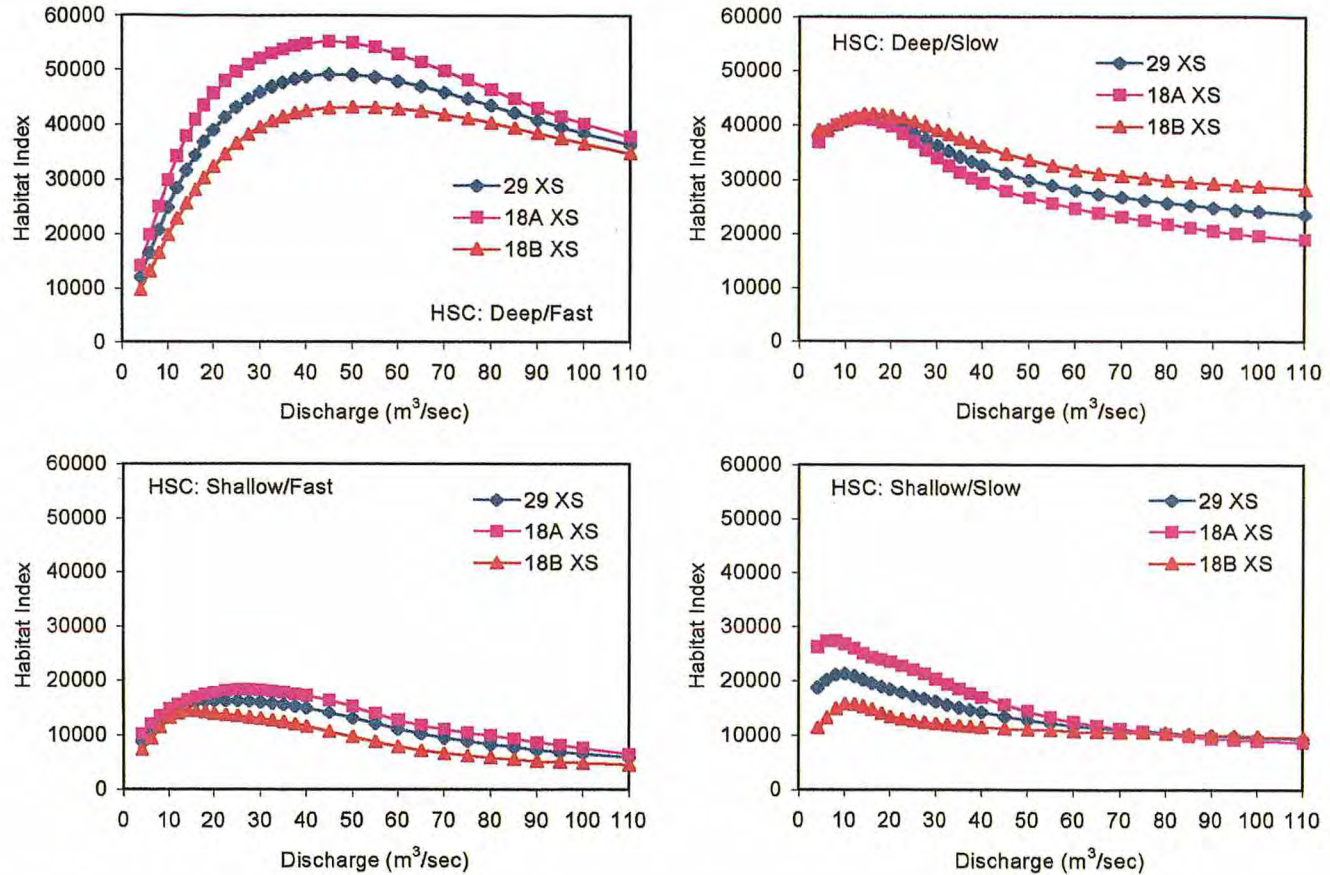 60000
50000
40000
30000
20000
10000
0
Habitat Index
29 XS
18A XS
18B XS
HSC: Deep/Fast
0 10 20 30 40 50 60 70 80 90 100 110
Discharge (m³/sec)
60000
50000
40000
30000
20000
10000
0
Habitat Index
HSC: Deep/Slow
29 XS
18A XS
18B XS
0 10 20 30 40 50 60 70 80 90 100 110
Discharge (m³/sec)
60000
50000
40000
30000
20000
10000
0
Habitat Index
HSC: Shallow/Fast
29 XS
18A XS
18B XS
0 10 20 30 40 50 60 70 80 90 100 110
Discharge (m³/sec)
60000
50000
40000
30000
20000
10000
0
Habitat Index
HSC: Shallow/Slow
29 XS
18A XS
18B XS
0 10 20 30 40 50 60 70 80 90 100 110
Discharge (m³/sec)